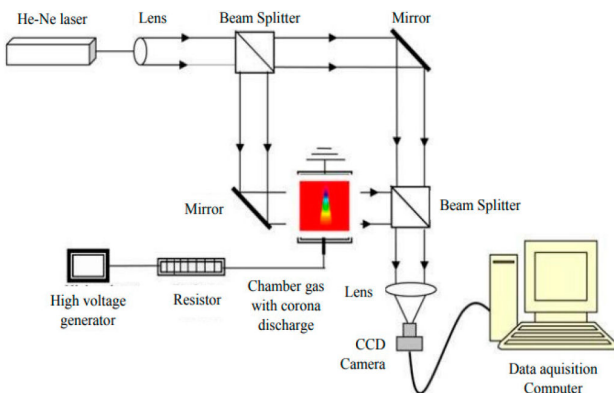 He-Ne laser
Lens
Beam Splitter
Mirror
Mirror
Beam Splitter
High voltage
generator
Resistor
Chamber gas
with corona
discharge
Lens
CCD
Camera
Data aquisition
Computer